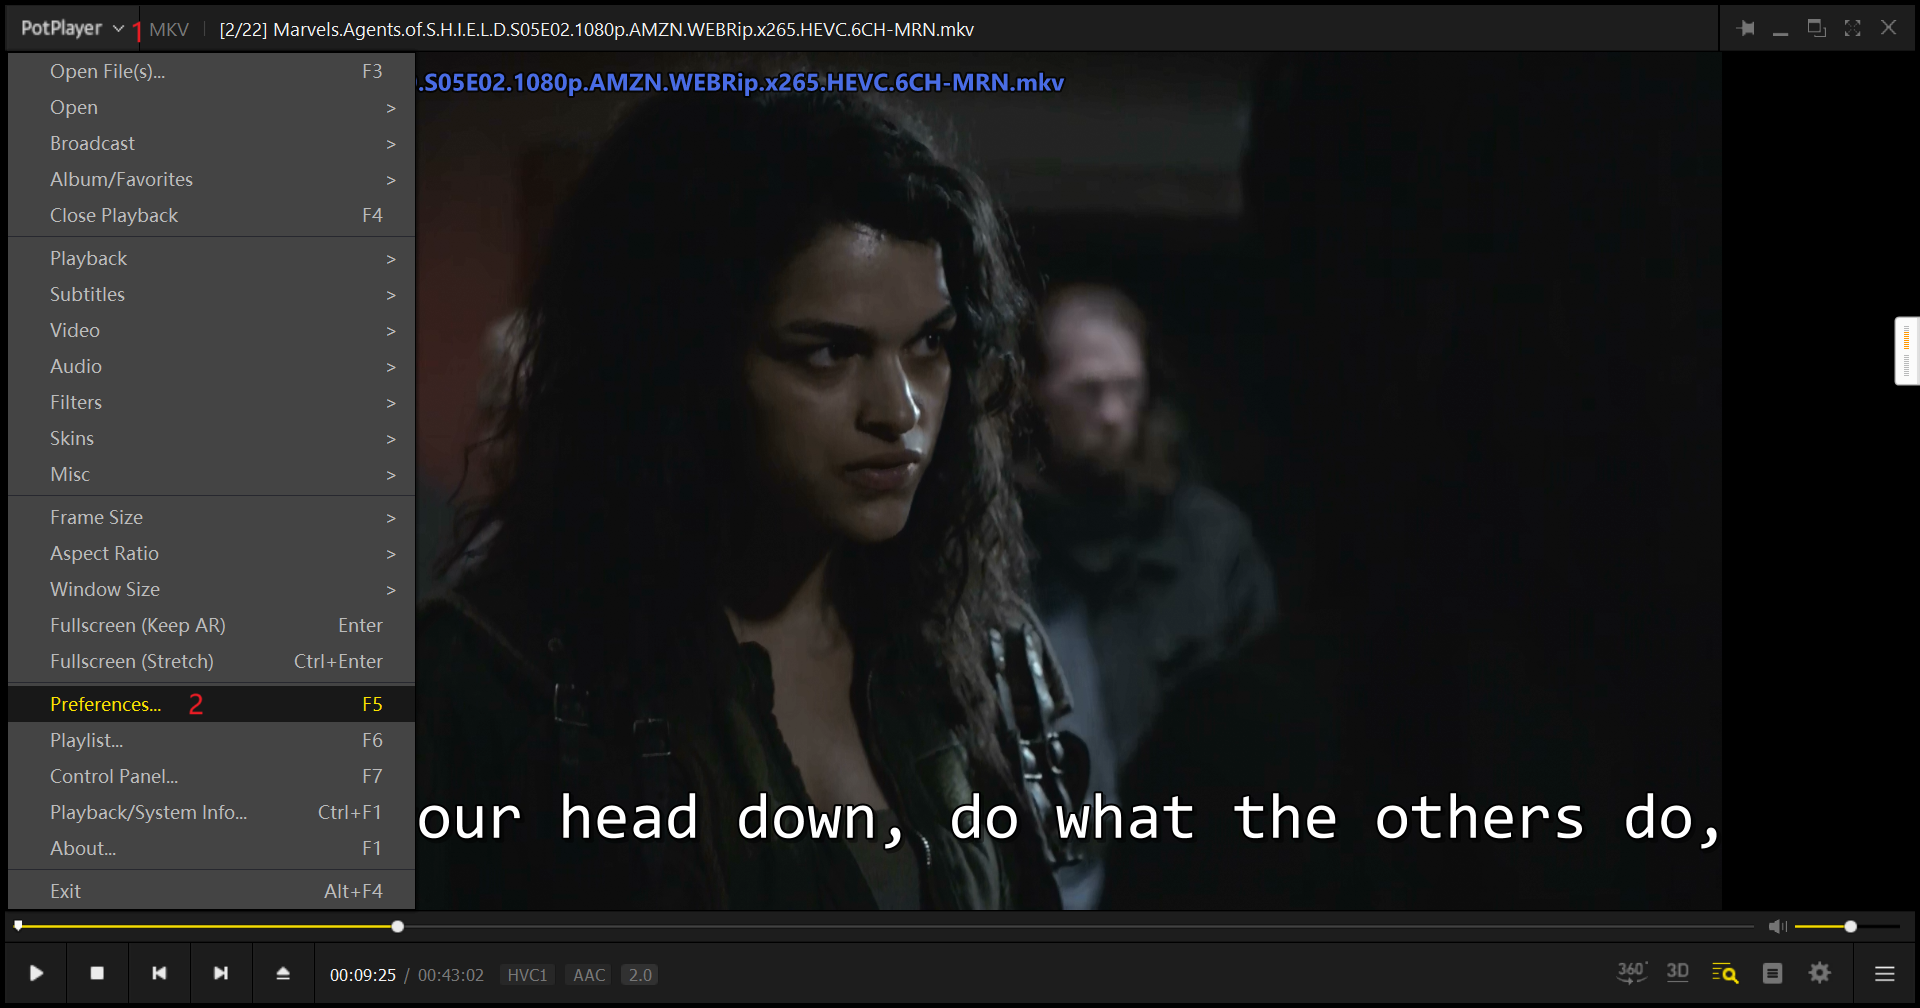 PotPlayer 1 MKV [2/22] Marvels.Agents.of.S.H.I.E.L.D.S05E02.1080p.AMZN.WEBRip.x265.HEVC.6CH-MRN.mkv
.S05E02.1080p.AMZN.WEBRip.x265.HEVC.6CH-MRN.mkv
Open File(s)... F3
Open >
Broadcast >
Album/Favorites >
Close Playback F4
Playback >
Subtitles >
Video >
Audio >
Filters >
Skins >
Misc >
Frame Size >
Aspect Ratio >
Window Size >
Fullscreen (Keep AR) Enter
Fullscreen (Stretch) Ctrl+Enter
Preferences... 2 F5
Playlist... F6
Control Panel... F7
Playback/System Info... Ctrl+F1
About... F1
Exit Alt+F4
our head down, do what the others do,
00:09:25 / 00:43:02 HVC1 AAC 2.0 360° 3D